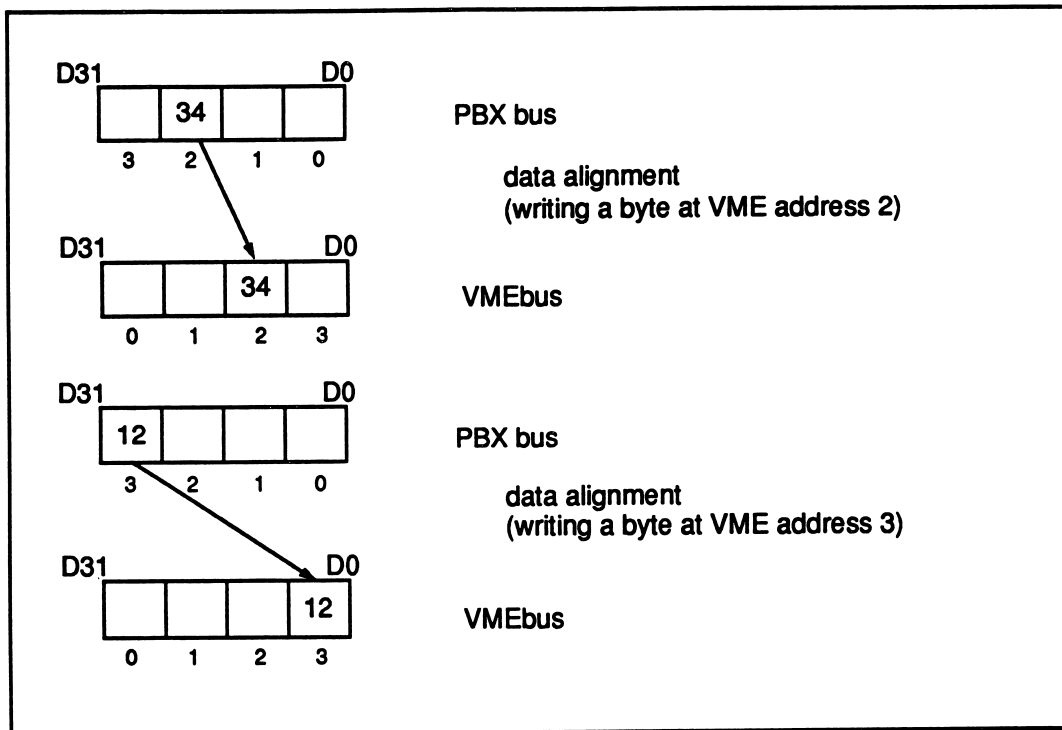 D31 D0
34 PBX bus
3 2 1 0
data alignment
(writing a byte at VME address 2)
D31 D0
34 VMEbus
0 1 2 3
D31 D0
12 PBX bus
3 2 1 0
data alignment
(writing a byte at VME address 3)
D31 D0
12 VMEbus
0 1 2 3